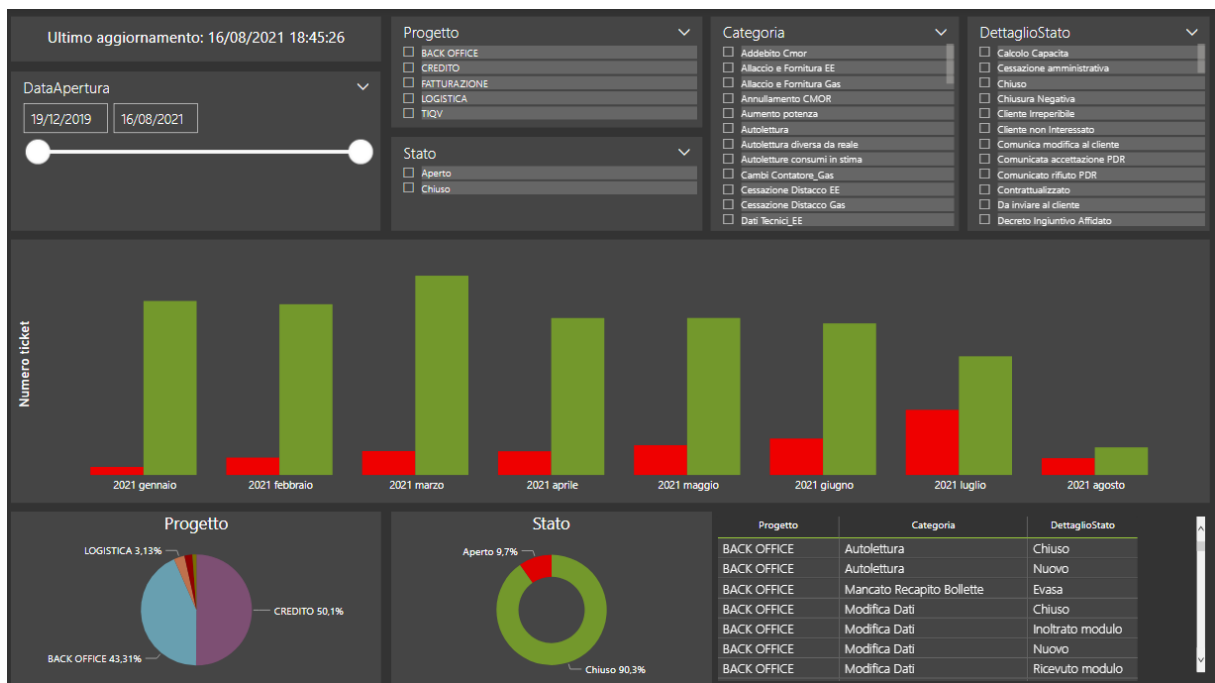 Ultimo aggiornamento: 16/08/2021 18:45:26
DataApertura
19/12/2019 16/08/2021
Progetto
BACK OFFICE
CREDITO
FATTURAZIONE
LOGISTICA
TIQV
Stato
Aperto
Chiuso
Categoria
Addebito Cmor
Allaccio e Fornitura EE
Allaccio e Fornitura Gas
Annullamento CMOR
Aumento potenza
Autolettura
Autolettura diversa da reale
Autoletture consumi in stima
Cambi Contatore_Gas
Cessazione Distacco EE
Cessazione Distacco Gas
Dati Tecnici_EE
DettaglioStato
Calcolo Capacita
Cessazione amministrativa
Chiuso
Chiusura Negativa
Cliente Irreperibile
Cliente non Interessato
Comunica modifica al cliente
Comunicata accettazione PDR
Comunicato rifiuto PDR
Contrattualizzato
Da inviare al cliente
Decreto Ingiuntivo Affidato
Numero ticket
2021 gennaio 2021 febbraio 2021 marzo 2021 aprile 2021 maggio 2021 giugno 2021 luglio 2021 agosto
Progetto
LOGISTICA 3,13%
CREDITO 50,1%
BACK OFFICE 43,31%
Stato
Aperto 9,7%
Chiuso 90,3%
Progetto Categoria DettaglioStato
BACK OFFICE Autolettura Chiuso
BACK OFFICE Autolettura Nuovo
BACK OFFICE Mancato Recapito Bollette Evasa
BACK OFFICE Modifica Dati Chiuso
BACK OFFICE Modifica Dati Inoltrato modulo
BACK OFFICE Modifica Dati Nuovo
BACK OFFICE Modifica Dati Ricevuto modulo